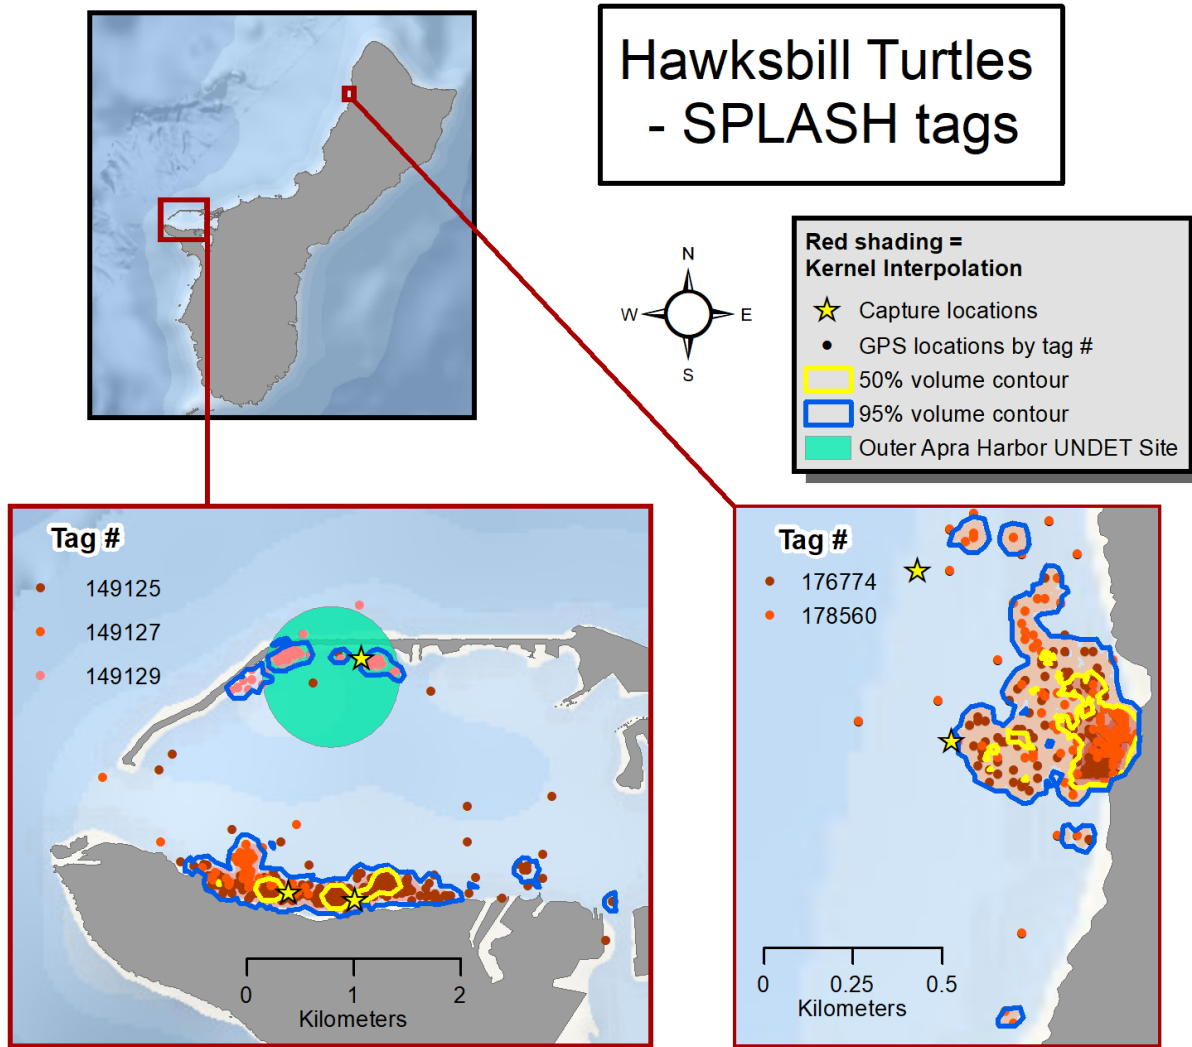 Hawksbill Turtles
- SPLASH tags
N
W
E
S
Red shading =
Kernel Interpolation
Capture locations
GPS locations by tag #
50% volume contour
95% volume contour
Outer Apra Harbor UNDET Site
Tag #
149125
149127
149129
0
1
2
Kilometers
Tag #
176774
178560
0
0.25
0.5
Kilometers